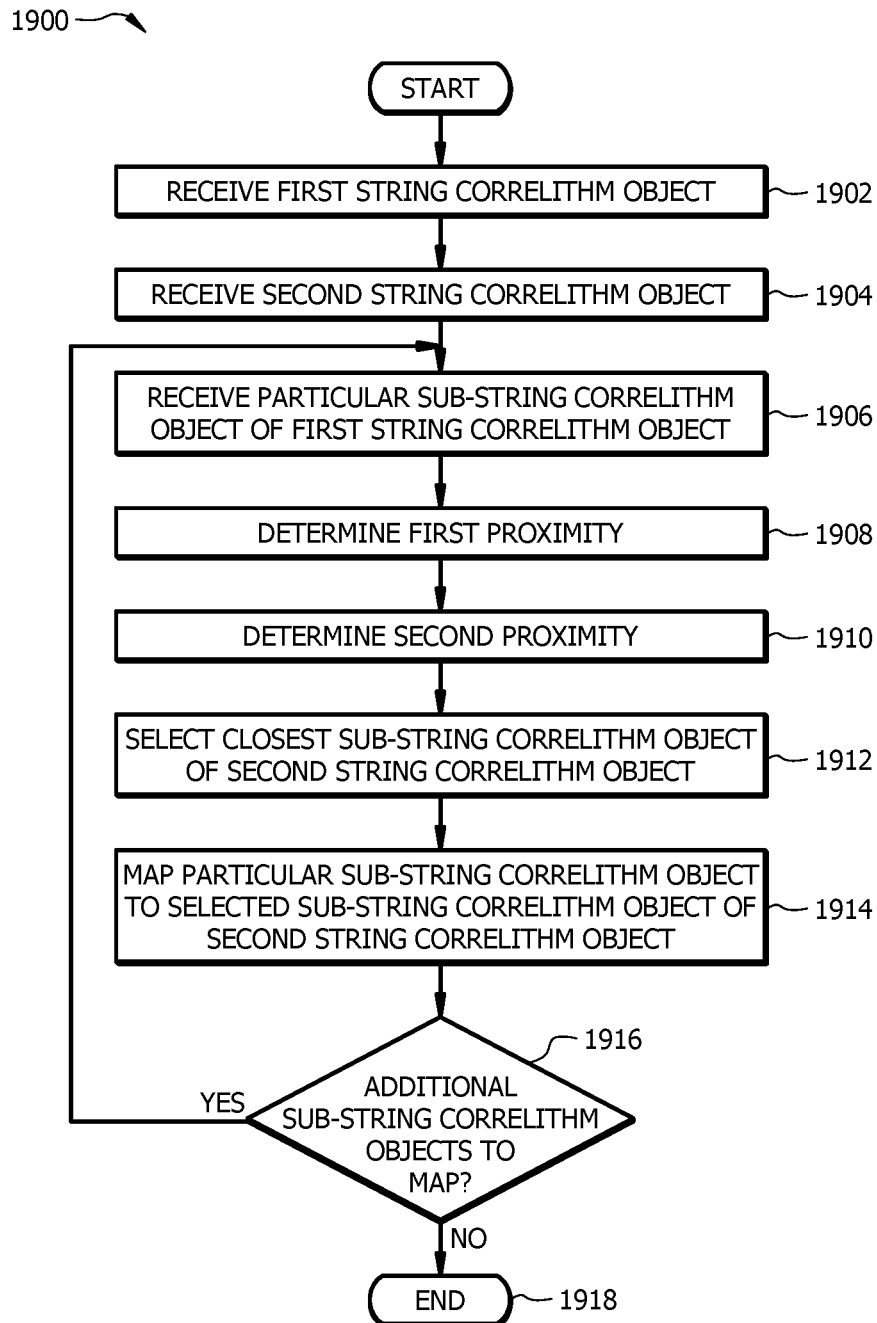 1900
START
RECEIVE FIRST STRING CORRELITHM OBJECT
1902
RECEIVE SECOND STRING CORRELITHM OBJECT
1904
RECEIVE PARTICULAR SUB-STRING CORRELITHM
OBJECT OF FIRST STRING CORRELITHM OBJECT
1906
DETERMINE FIRST PROXIMITY
1908
DETERMINE SECOND PROXIMITY
1910
SELECT CLOSEST SUB-STRING CORRELITHM OBJECT
OF SECOND STRING CORRELITHM OBJECT
1912
MAP PARTICULAR SUB-STRING CORRELITHM OBJECT
TO SELECTED SUB-STRING CORRELITHM OBJECT OF
SECOND STRING CORRELITHM OBJECT
1914
1916
ADDITIONAL
SUB-STRING CORRELITHM
OBJECTS TO
MAP?
YES
NO
END
1918